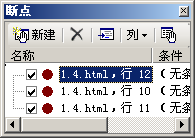 断点
新建 列
名称 条件
1.4.html，行 12 ( 无条
1.4.html，行 10 ( 无条
1.4.html，行 11 ( 无条